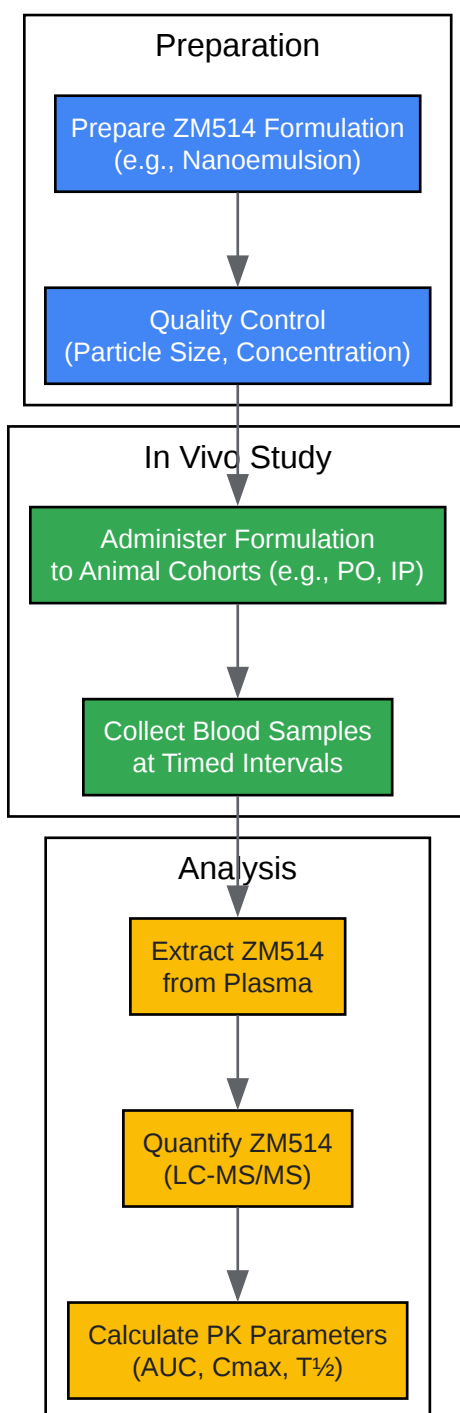 Preparation
Prepare ZM514 Formulation
(e.g., Nanoemulsion)
Quality Control
(Particle Size, Concentration)
In Vivo Study
Administer Formulation
to Animal Cohorts (e.g., PO, IP)
Collect Blood Samples
at Timed Intervals
Analysis
Extract ZM514
from Plasma
Quantify ZM514
(LC-MS/MS)
Calculate PK Parameters
(AUC, Cmax, T½)